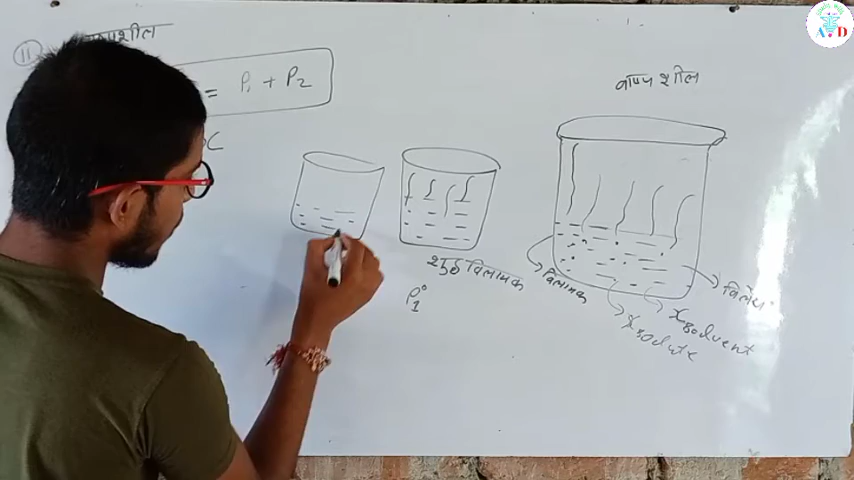 11
= P₁ + P₂
वाष्पशील
शुद्ध विलायक
P₁°
विलायक
विलेय
X solvent
X solute
A D